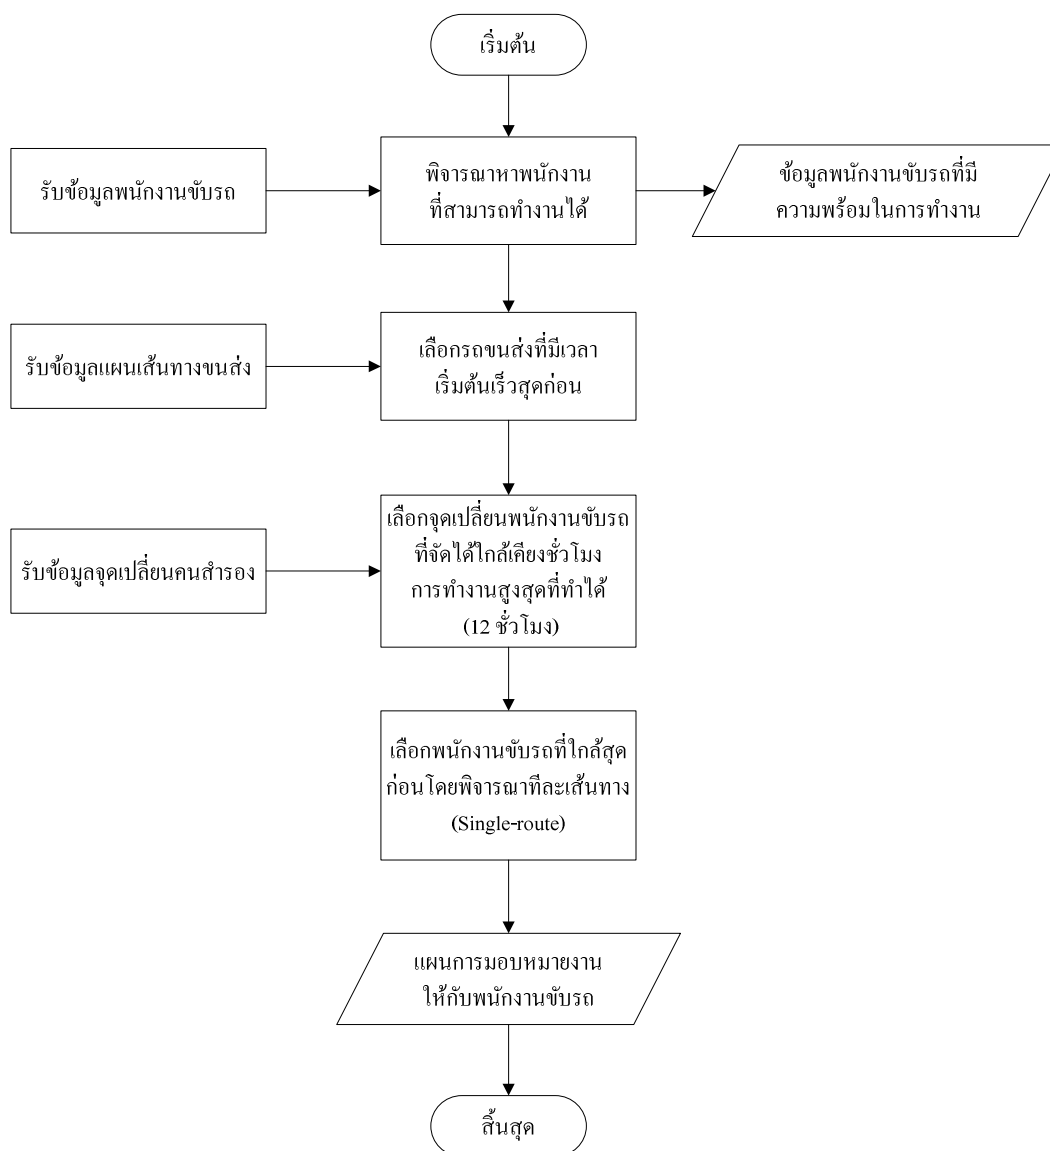 เริ่มต้น
รับข้อมูลพนักงานขับรถ
พิจารณาหาพนักงาน
ที่สามารถทำงานได้
ข้อมูลพนักงานขับรถที่มี
ความพร้อมในการทำงาน
รับข้อมูลแผนเส้นทางขนส่ง
เลือกรถขนส่งที่มีเวลา
เริ่มต้นเร็วสุดก่อน
รับข้อมูลจุดเปลี่ยนคนสำรอง
เลือกจุดเปลี่ยนพนักงานขับรถ
ที่จัดได้ใกล้เคียงชั่วโมง
การทำงานสูงสุดที่ทำได้
(12 ชั่วโมง)
เลือกพนักงานขับรถที่ใกล้สุด
ก่อนโดยพิจารณาทีละเส้นทาง
(Single-route)
แผนการมอบหมายงาน
ให้กับพนักงานขับรถ
สิ้นสุด